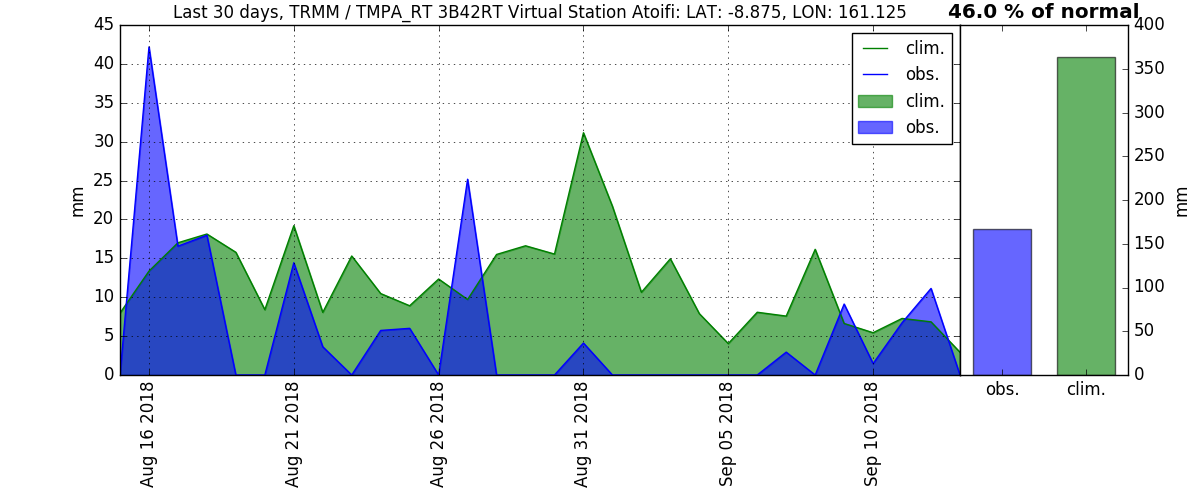 Last 30 days, TRMM / TMPA_RT 3B42RT Virtual Station Atoifi: LAT: -8.875, LON: 161.125
46.0 % of normal
45
40
35
30
25
20
15
10
5
0
mm
clim.
obs.
clim.
obs.
Aug 16 2018
Aug 21 2018
Aug 26 2018
Aug 31 2018
Sep 05 2018
Sep 10 2018
400
350
300
250
200
150
100
50
0
mm
obs.
clim.